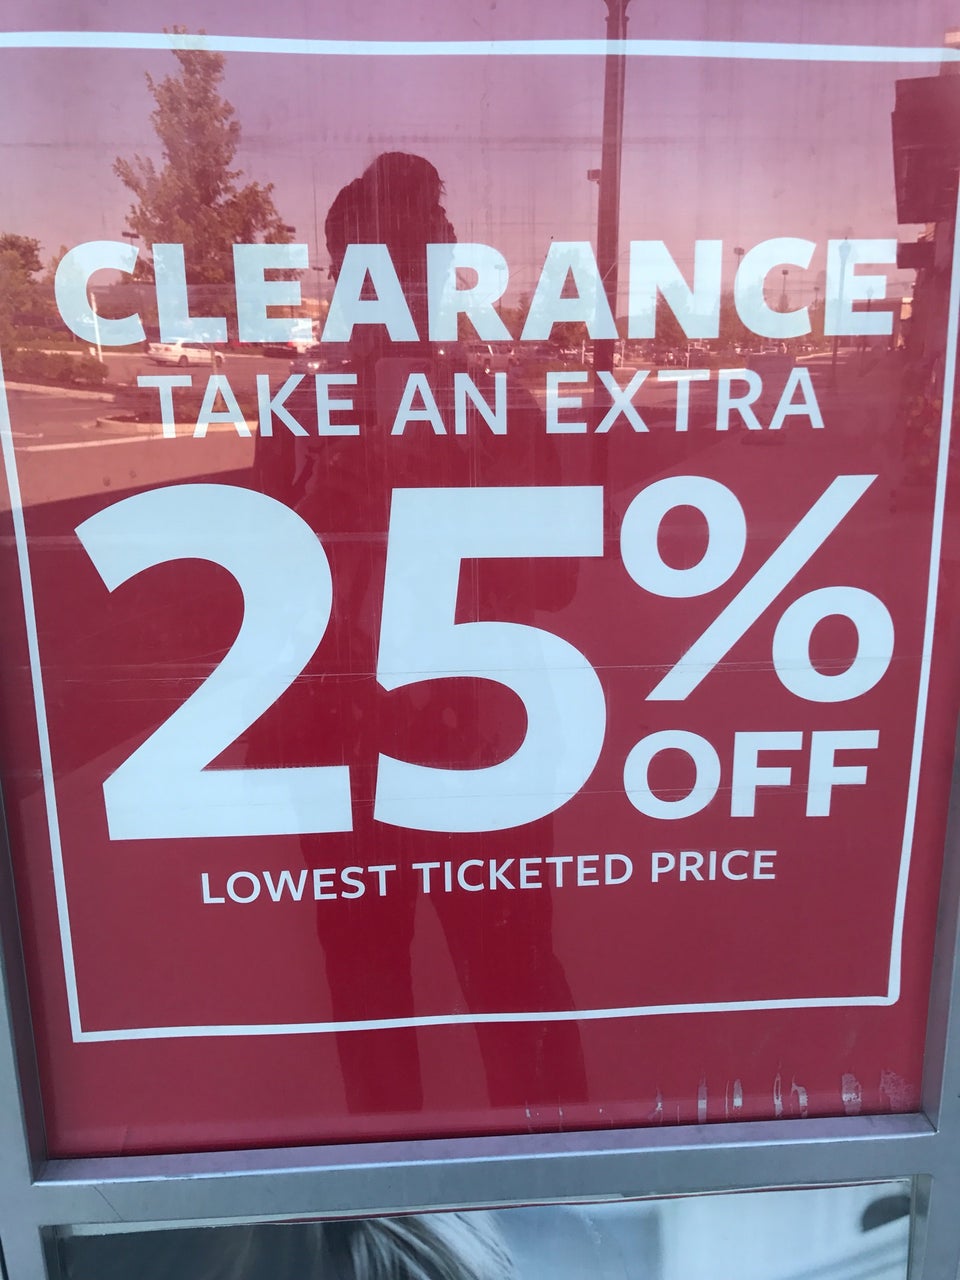 CLEARANCE
TAKE AN EXTRA
25%
OFF
LOWEST TICKETED PRICE